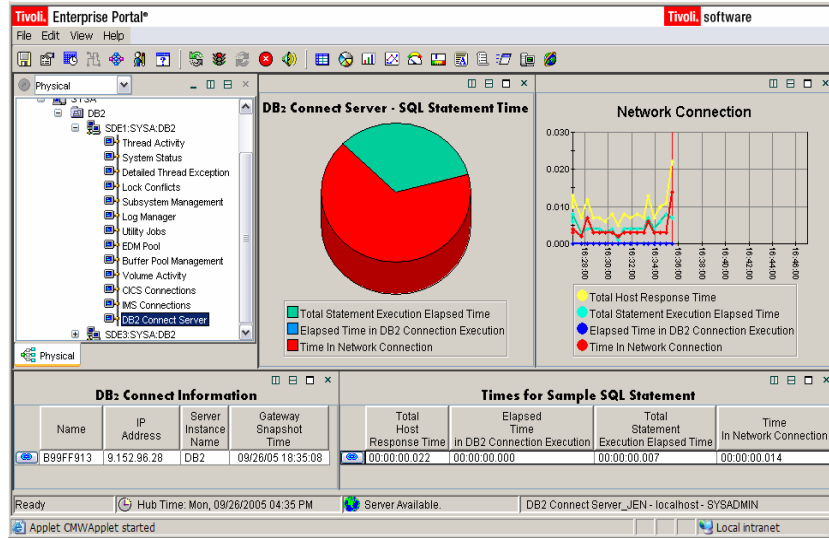 Tivoli. Enterprise Portal® Tivoli. software
File Edit View Help
Physical
SYSA
DB2
SDE1:SYSA:DB2
Thread Activity
System Status
Detailed Thread Exception
Lock Conflicts
Subsystem Management
Log Manager
Utility Jobs
EDM Pool
Buffer Pool Management
Volume Activity
CICS Connections
IMS Connections
DB2 Connect Server
SDE3:SYSA:DB2
Physical
DB2 Connect Server - SQL Statement Time
Total Statement Execution Elapsed Time
Elapsed Time in DB2 Connection Execution
Time In Network Connection
Network Connection
0.030
0.020
0.010
0.000
16:28:00
16:30:00
16:32:00
16:34:00
16:36:00
16:38:00
16:40:00
16:42:00
16:44:00
16:46:00
Total Host Response Time
Total Statement Execution Elapsed Time
Elapsed Time in DB2 Connection Execution
Time In Network Connection
DB2 Connect Information
Name IP Address Server Instance Name Gateway Snapshot Time
B99FF913 9.152.96.28 DB2 09/26/05 18:35:08
Times for Sample SQL Statement
Total Host Response Time Elapsed Time in DB2 Connection Execution Total Statement Execution Elapsed Time Time In Network Connection
00:00:00.022 00:00:00.000 00:00:00.007 00:00:00.014
Ready Hub Time: Mon, 09/26/2005 04:35 PM Server Available. DB2 Connect Server_JEN - localhost - SYSADMIN
Applet CMWApplet started Local intranet